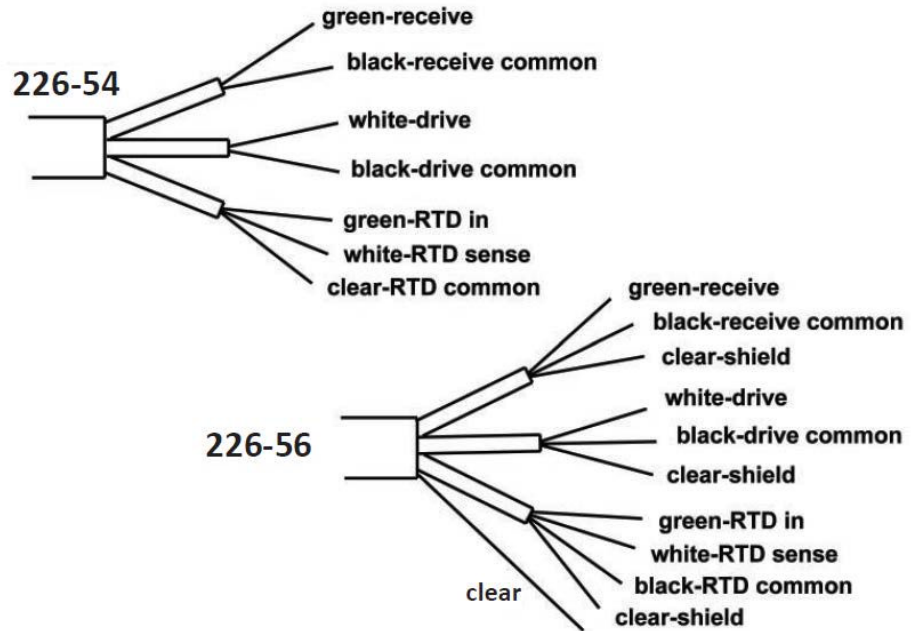 green-receive
226-54
black-receive common
white-drive
black-drive common
green-RTD in
white-RTD sense
clear-RTD common
green-receive
black-receive common
clear-shield
white-drive
226-56
black-drive common
clear-shield
green-RTD in
white-RTD sense
black-RTD common
clear
clear-shield